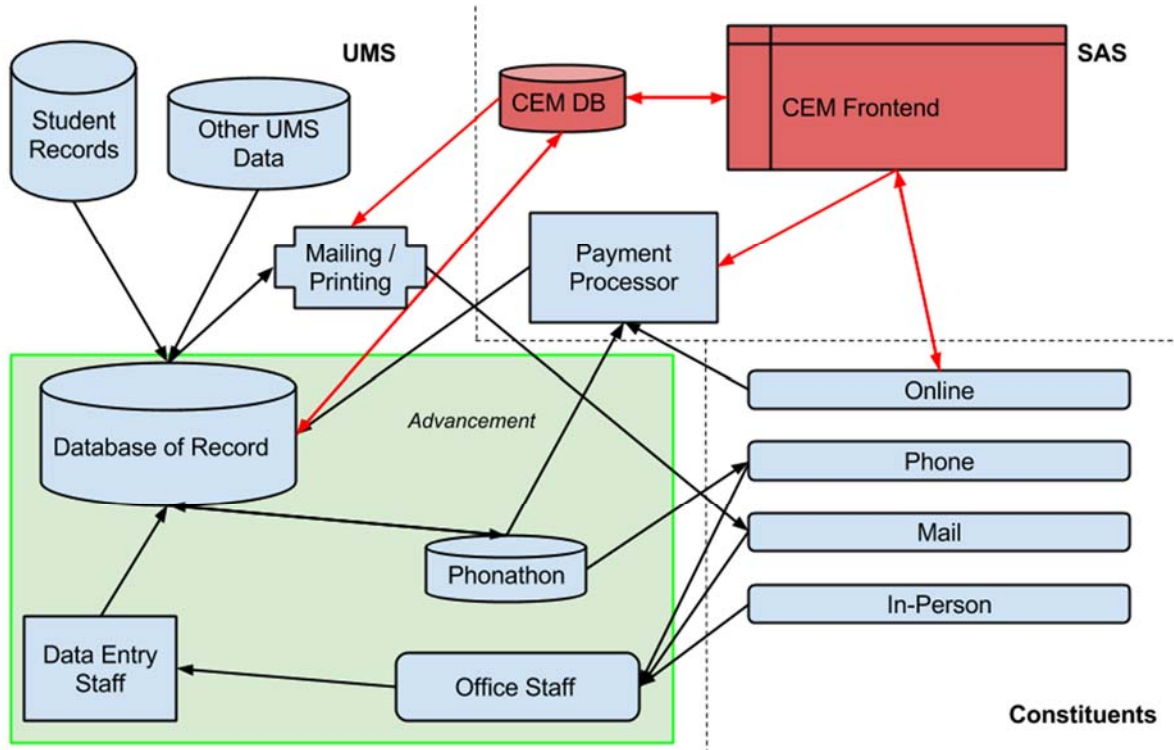 UMS
SAS
Student
Records
Other UMS
Data
CEM DB
CEM Frontend
Mailing /
Printing
Payment
Processor
Database of Record
Advancement
Phonathon
Data Entry
Staff
Office Staff
Online
Phone
Mail
In-Person
Constituents